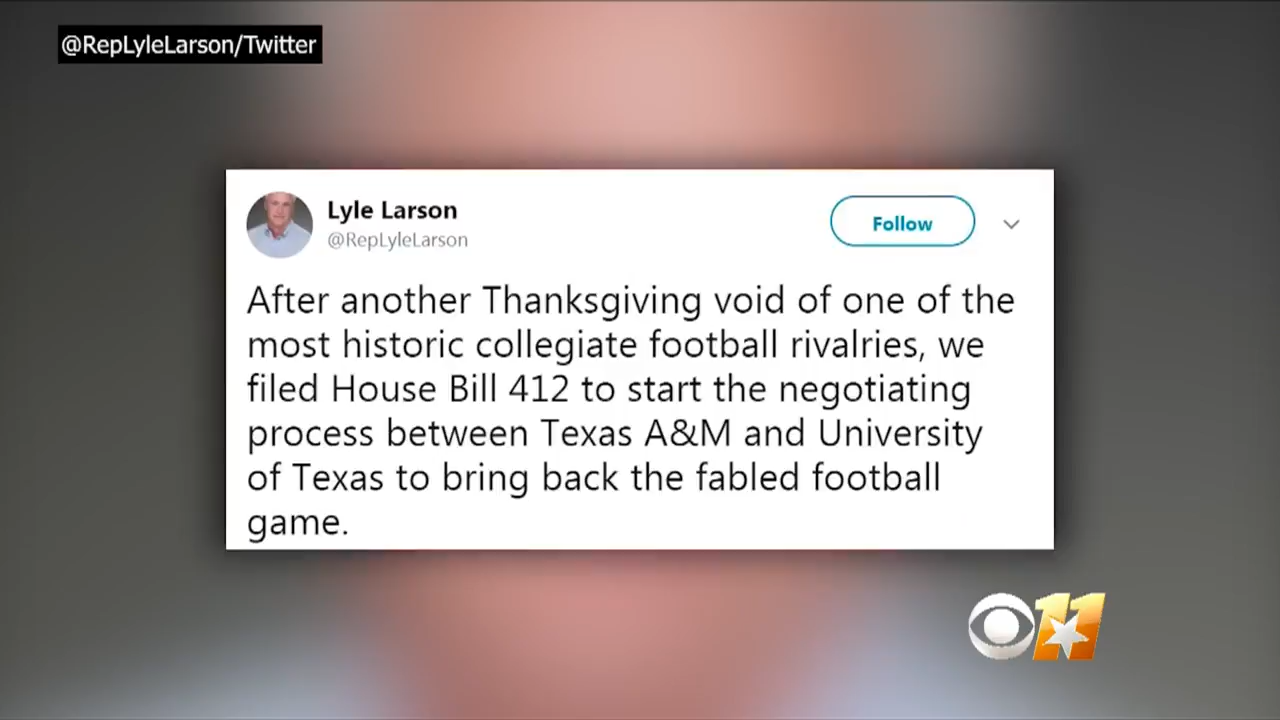 @RepLyleLarson/Twitter
Lyle Larson
@RepLyleLarson
Follow
After another Thanksgiving void of one of the
most historic collegiate football rivalries, we
filed House Bill 412 to start the negotiating
process between Texas A&M and University
of Texas to bring back the fabled football
game.
11